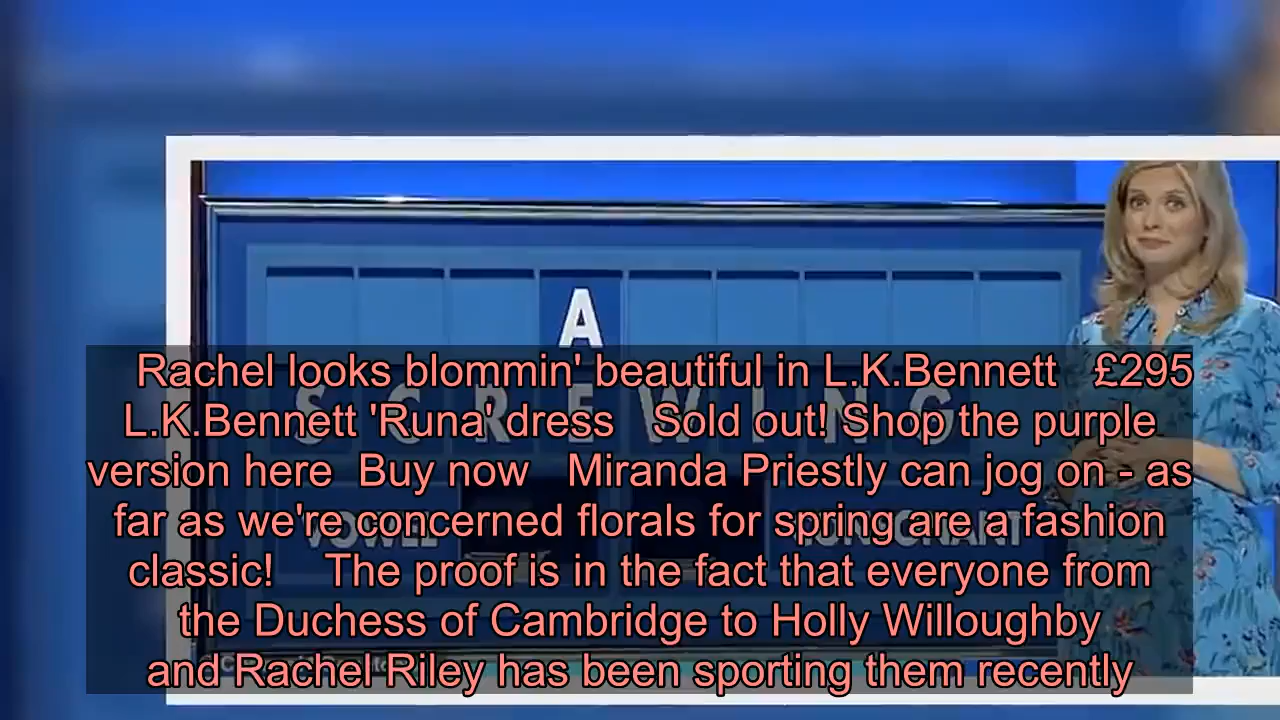 A
Rachel looks blommin' beautiful in L.K.Bennett £295
SCREWING
L.K.Bennett 'Runa' dress Sold out! Shop the purple
version here Buy now Miranda Priestly can jog on - as
far as we're concerned florals for spring are a fashion
VOWEL CONSONANT
classic! The proof is in the fact that everyone from
the Duchess of Cambridge to Holly Willoughby
and Rachel Riley has been sporting them recently